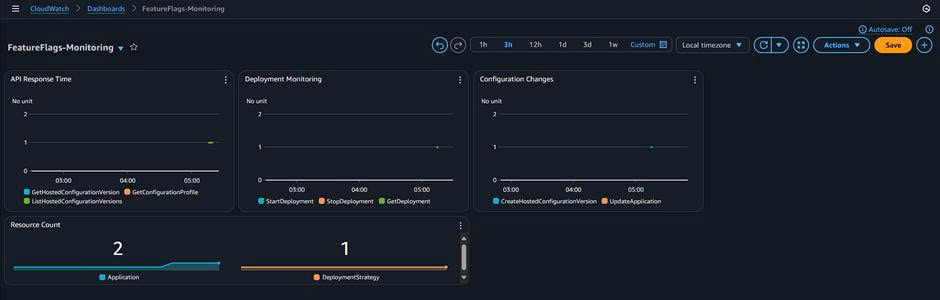 CloudWatch > Dashboards > FeatureFlags-Monitoring
Autosave: Off
FeatureFlags-Monitoring
1h 3h 12h 1d 3d 1w Custom Local timezone Actions Save
API Response Time
No unit
2
1
0
03:00 04:00 05:00
GetHostedConfigurationVersion GetConfigurationProfile
ListHostedConfigurationVersions
Deployment Monitoring
No unit
2
1
0
03:00 04:00 05:00
StartDeployment StopDeployment GetDeployment
Configuration Changes
No unit
2
1
0
03:00 04:00 05:00
CreateHostedConfigurationVersion UpdateApplication
Resource Count
2 1
Application DeploymentStrategy